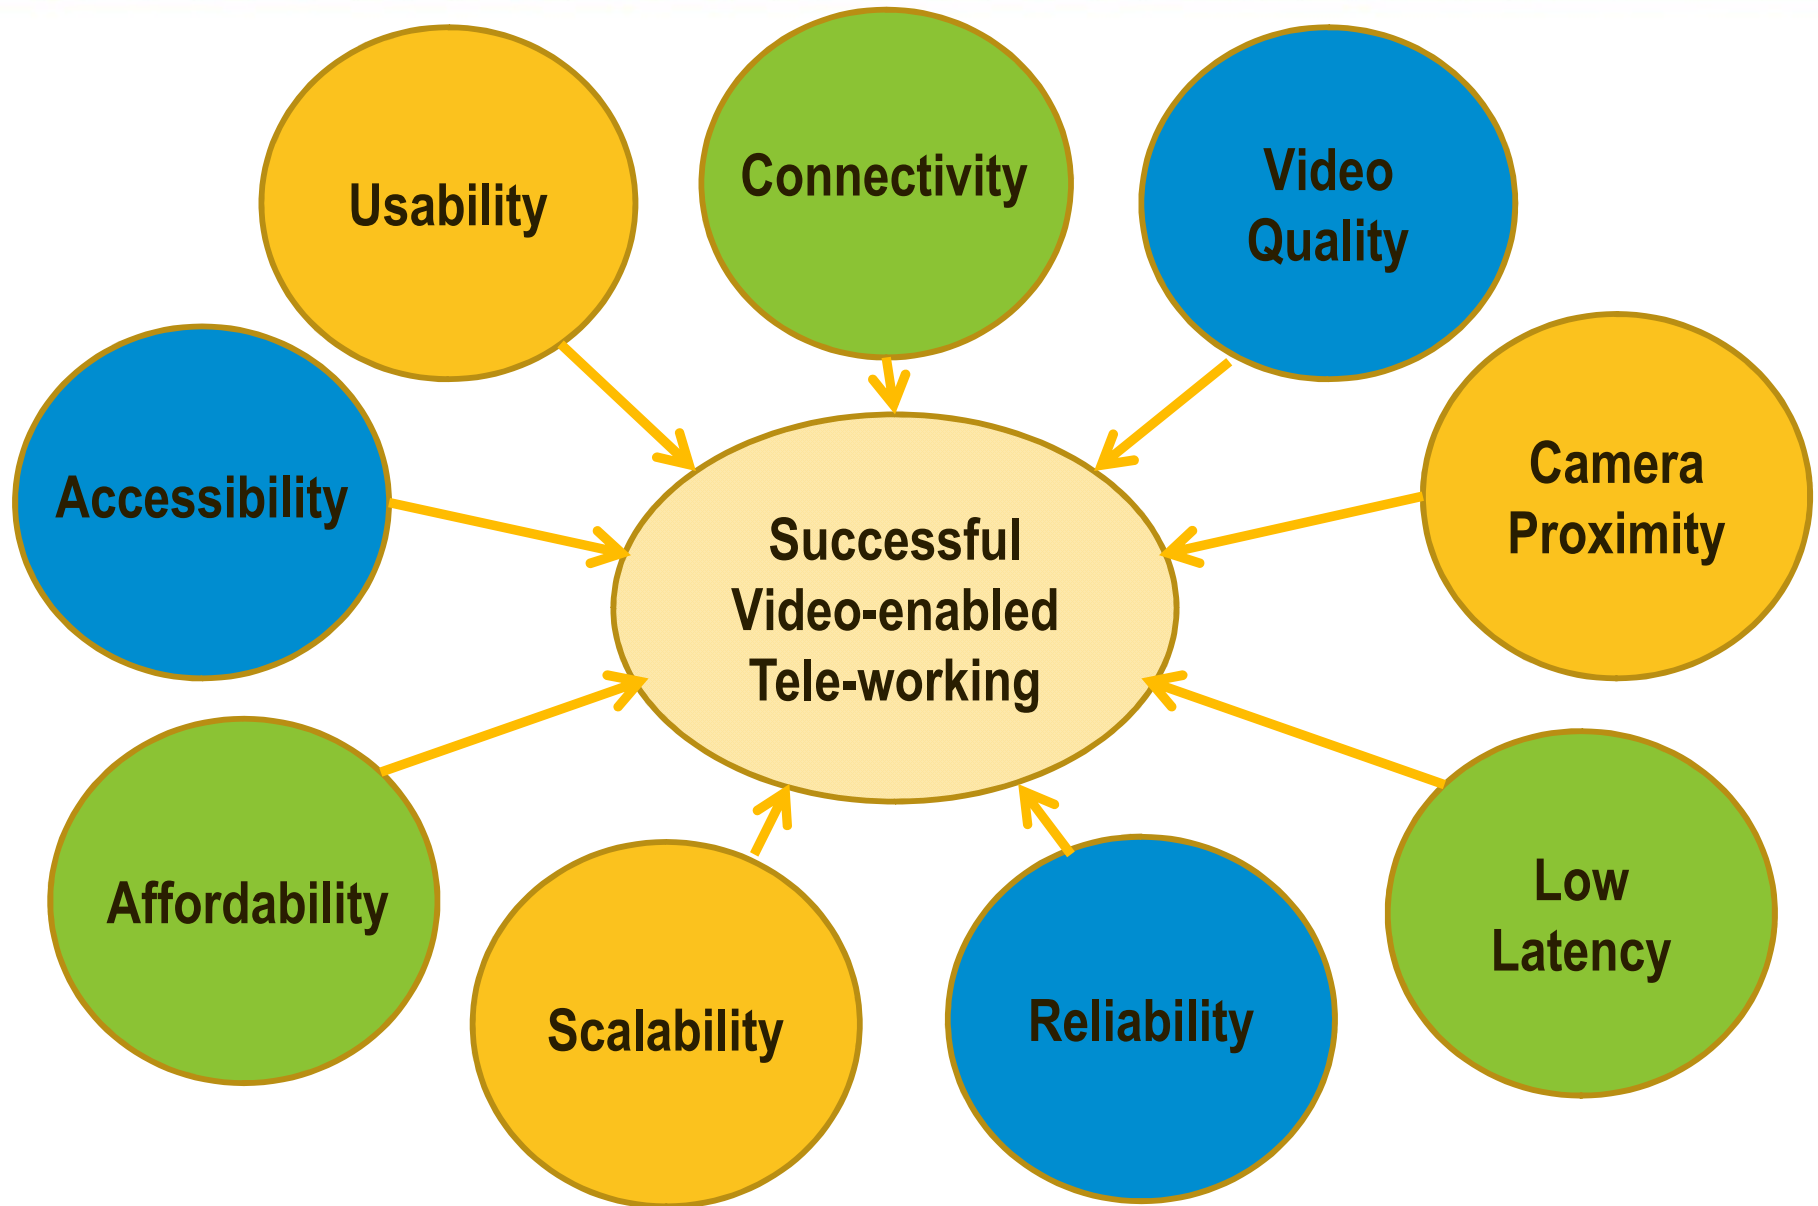 Usability
Connectivity
Video
Quality
Accessibility
Camera
Proximity
Successful
Video-enabled
Tele-working
Affordability
Low
Latency
Scalability
Reliability